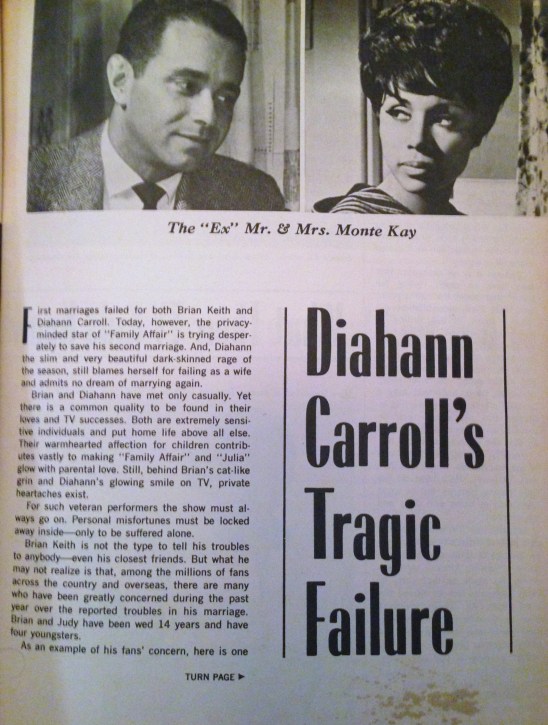 The "Ex" Mr. & Mrs. Monte Kay
First marriages failed for both Brian Keith and
Diahann Carroll. Today, however, the privacy-
minded star of "Family Affair" is trying desper-
ately to save his second marriage. And, Diahann
the slim and very beautiful dark-skinned rage of
the season, still blames herself for failing as a wife
and admits no dream of marrying again.
Brian and Diahann have met only casually. Yet
there is a common quality to be found in their
loves and TV successes. Both are extremely sensi-
tive individuals and put home life above all else.
Their warmhearted affection for children contrib-
utes vastly to making "Family Affair" and "Julia"
glow with parental love. Still, behind Brian's cat-like
grin and Diahann's glowing smile on TV, private
heartaches exist.
For such veteran performers the show must al-
ways go on. Personal misfortunes must be locked
away inside—only to be suffered alone.
Brian Keith is not the type to tell his troubles
to anybody—even his closest friends. But what he
may not realize is that, among the millions of fans
across the country and overseas, there are many
who have been greatly concerned during the past
year over the reported troubles in his marriage.
Brian and Judy have been wed 14 years and have
four youngsters.
As an example of his fans' concern, here is one
TURN PAGE ►
Diahann
Carroll's
Tragic
Failure